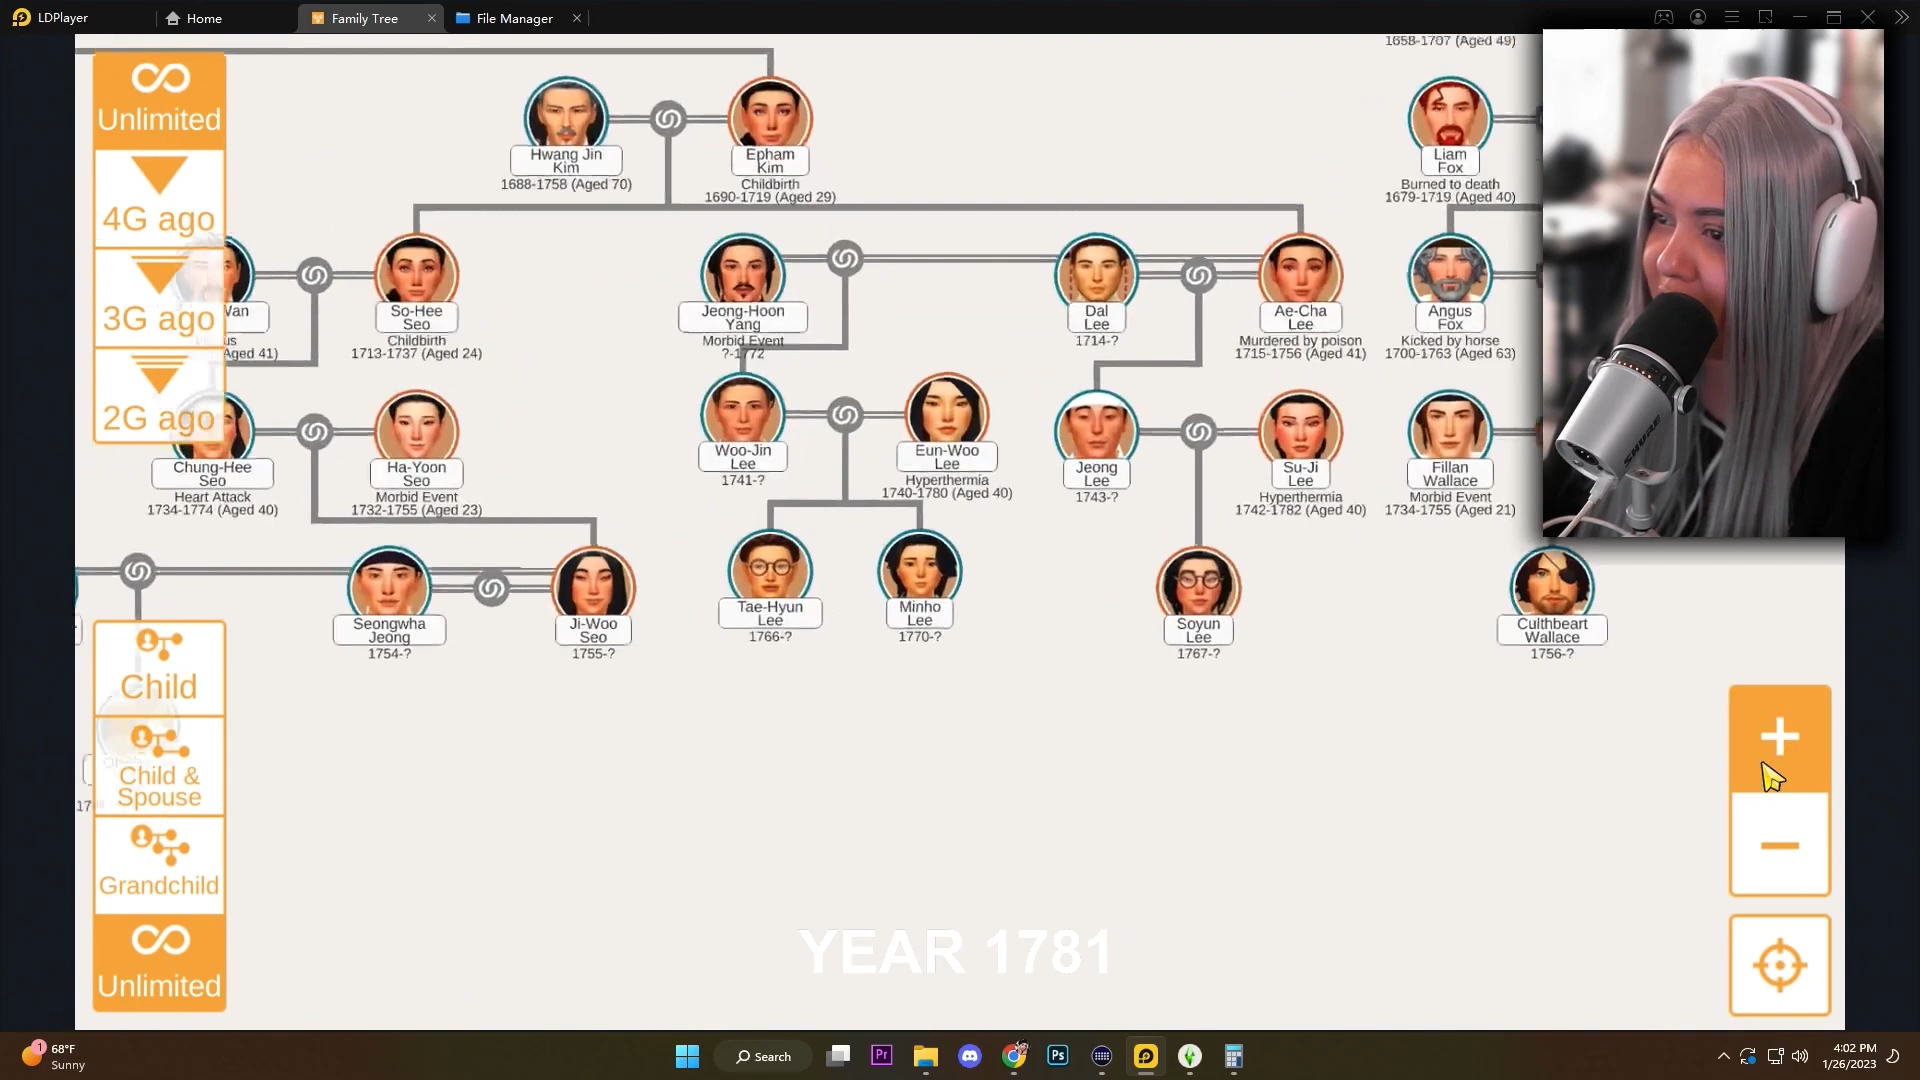 LDPlayer
Home
Family Tree
File Manager
1658-1707 (Aged 49)
Unlimited
4G ago
3G ago
2G ago
Hwang Jin
Kim
1688-1758 (Aged 70)
Epham
Kim
Childbirth
1690-1719 (Aged 29)
Liam
Fox
Burned to death
1679-1719 (Aged 40)
So-Hee
Seo
Childbirth
1713-1737 (Aged 24)
Jeong-Hoon
Yang
Morbid Event
?-1772
Dal
Lee
1714-?
Ae-Cha
Lee
Murdered by poison
1715-1756 (Aged 41)
Angus
Fox
Kicked by horse
1700-1763 (Aged 63)
Aged 41)
Chung-Hee
Seo
Heart Attack
1734-1774 (Aged 40)
Ha-Yoon
Seo
Morbid Event
1732-1755 (Aged 23)
Woo-Jin
Lee
1741-?
Eun-Woo
Lee
Hyperthermia
1740-1780 (Aged 40)
Jeong
Lee
1743-?
Su-Ji
Lee
Hyperthermia
1742-1782 (Aged 40)
Fillan
Wallace
Morbid Event
1734-1755 (Aged 21)
SHURE
Seongwha
Jeong
1754-?
Ji-Woo
Seo
1755-?
Tae-Hyun
Lee
1766-?
Minho
Lee
1770-?
Soyun
Lee
1767-?
Culthbeart
Wallace
1756-?
Child
Child &
Spouse
17
Grandchild
Unlimited
YEAR 1781
1
68°F
Sunny
Search
Pr
Ps
4:02 PM
1/26/2023